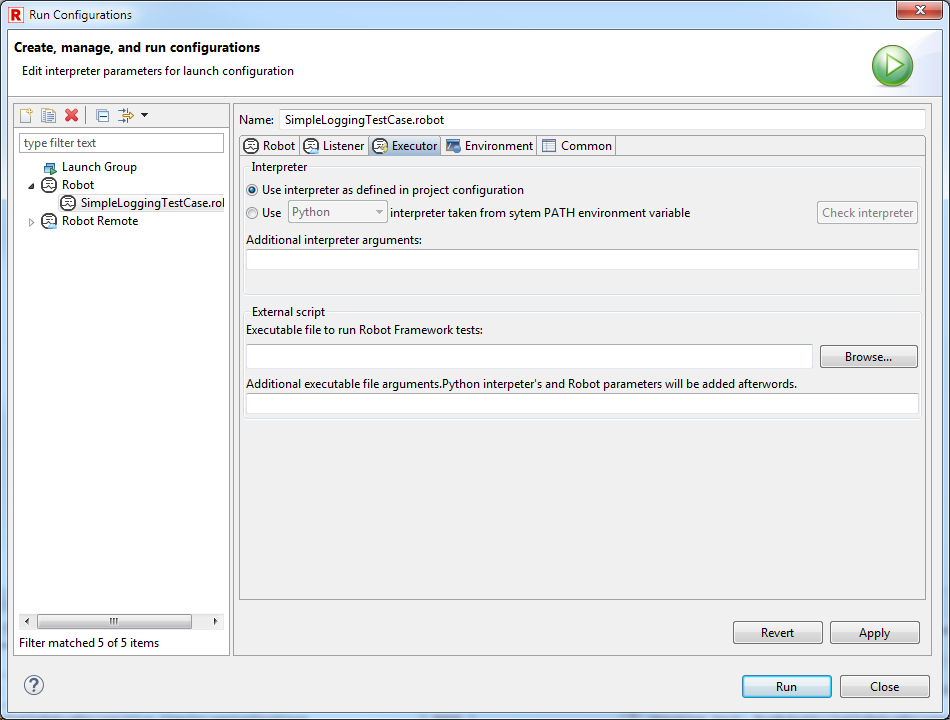 R Run Configurations
Create, manage, and run configurations
Edit interpreter parameters for launch configuration
type filter text
Launch Group
Robot
SimpleLoggingTestCase.rol
Robot Remote
Filter matched 5 of 5 items
Name: SimpleLoggingTestCase.robot
Robot Listener Executor Environment Common
Interpreter
Use interpreter as defined in project configuration
Use Python interpreter taken from sytem PATH environment variable Check interpreter
Additional interpreter arguments:
External script
Executable file to run Robot Framework tests:
Browse...
Additional executable file arguments.Python interpeter's and Robot parameters will be added afterwords.
Revert Apply
? Run Close